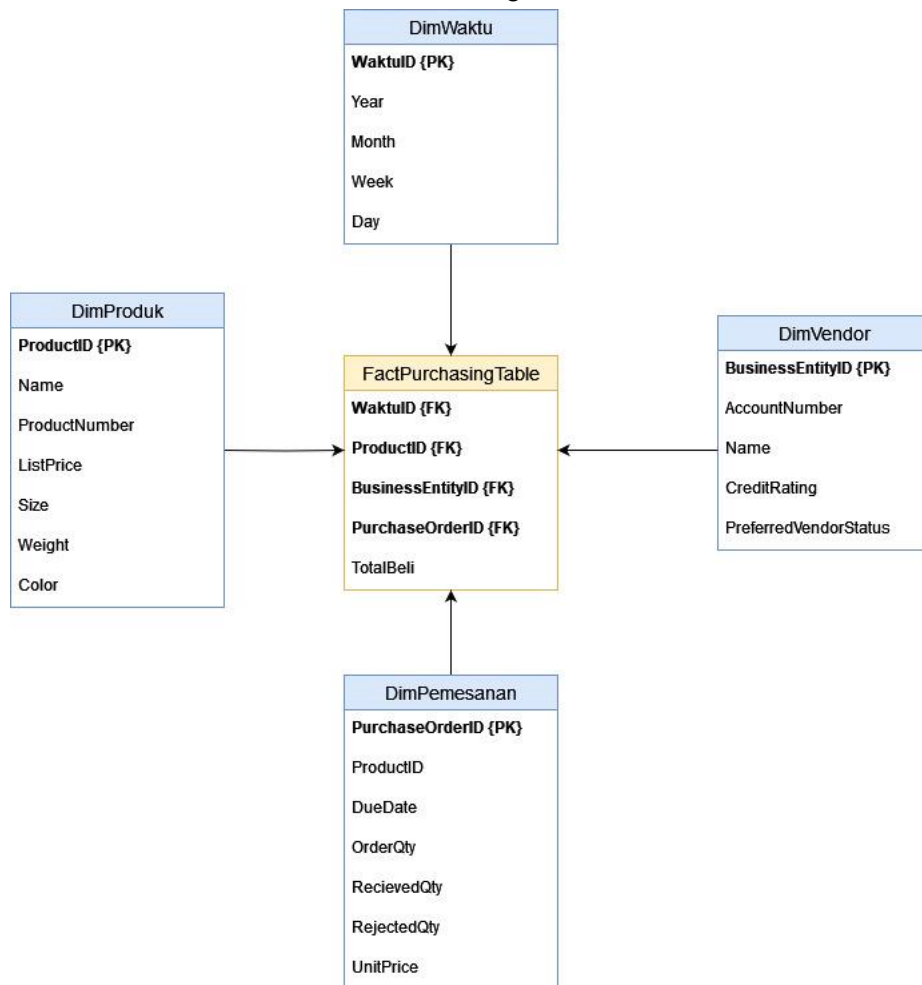 DimWaktu
WaktuID {PK}
Year
Month
Week
Day
DimProduk
ProductID {PK}
Name
ProductNumber
ListPrice
Size
Weight
Color
FactPurchasingTable
WaktuID {FK}
ProductID {FK}
BusinessEntityID {FK}
PurchaseOrderID {FK}
TotalBeli
DimVendor
BusinessEntityID {PK}
AccountNumber
Name
CreditRating
PreferredVendorStatus
DimPemesanan
PurchaseOrderID {PK}
ProductID
DueDate
OrderQty
RecievedQty
RejectedQty
UnitPrice